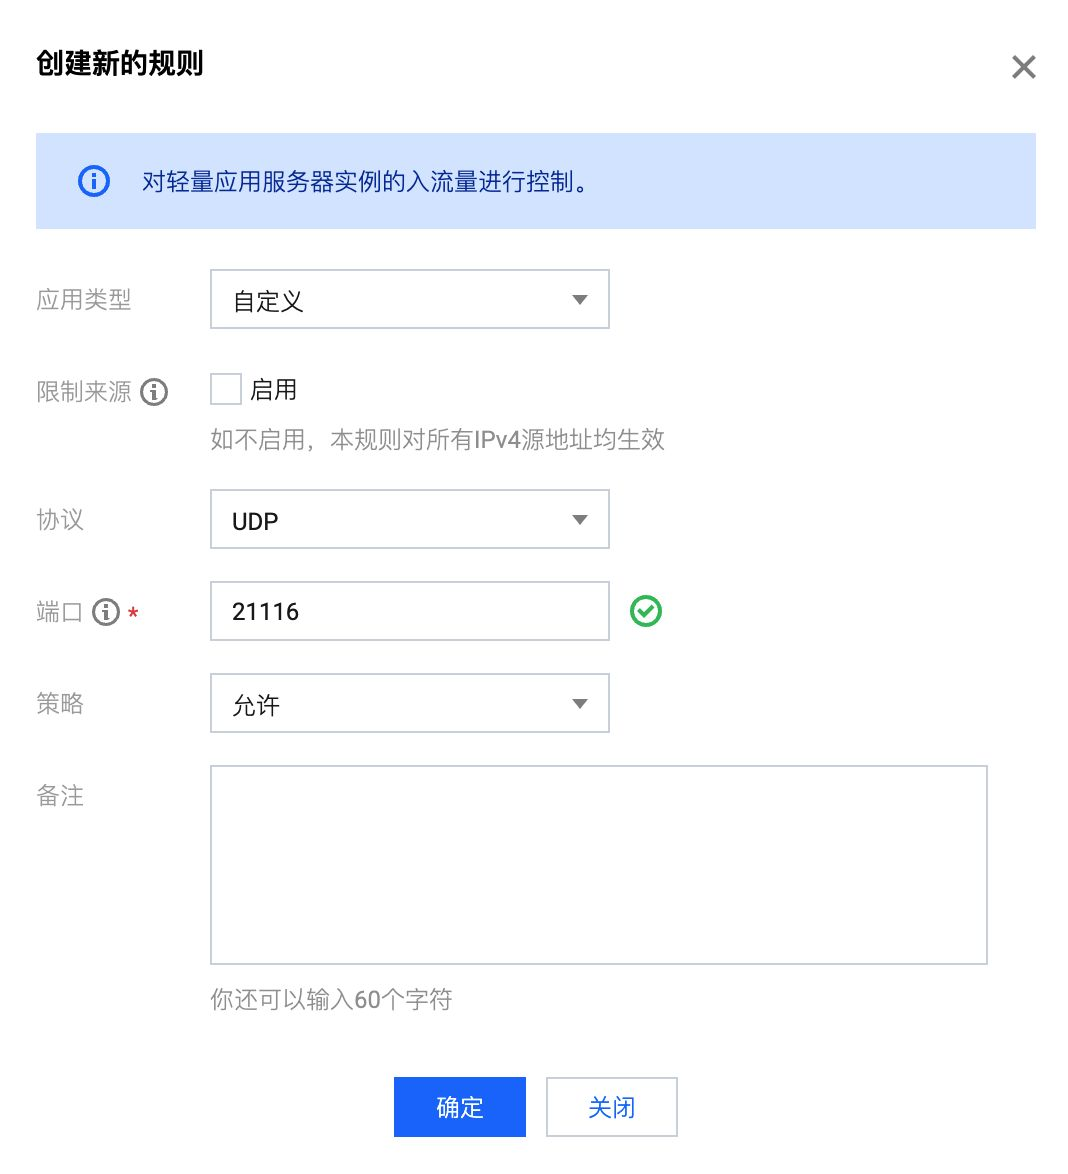 创建新的规则
对轻量应用服务器实例的入流量进行控制。
应用类型
自定义
限制来源
启用
如不启用，本规则对所有IPv4源地址均生效
协议
UDP
端口 *
21116
策略
允许
备注
你还可以输入60个字符
确定
关闭